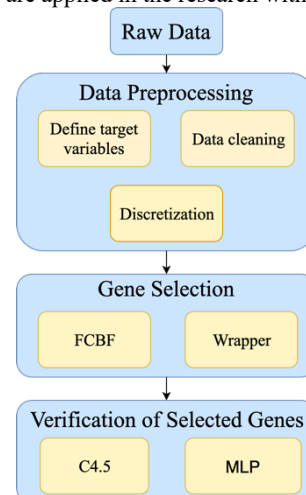 are applied in the research with
Raw Data
Data Preprocessing
Define target
variables
Data cleaning
Discretization
Gene Selection
FCBF
Wrapper
Verification of Selected Genes
C4.5
MLP